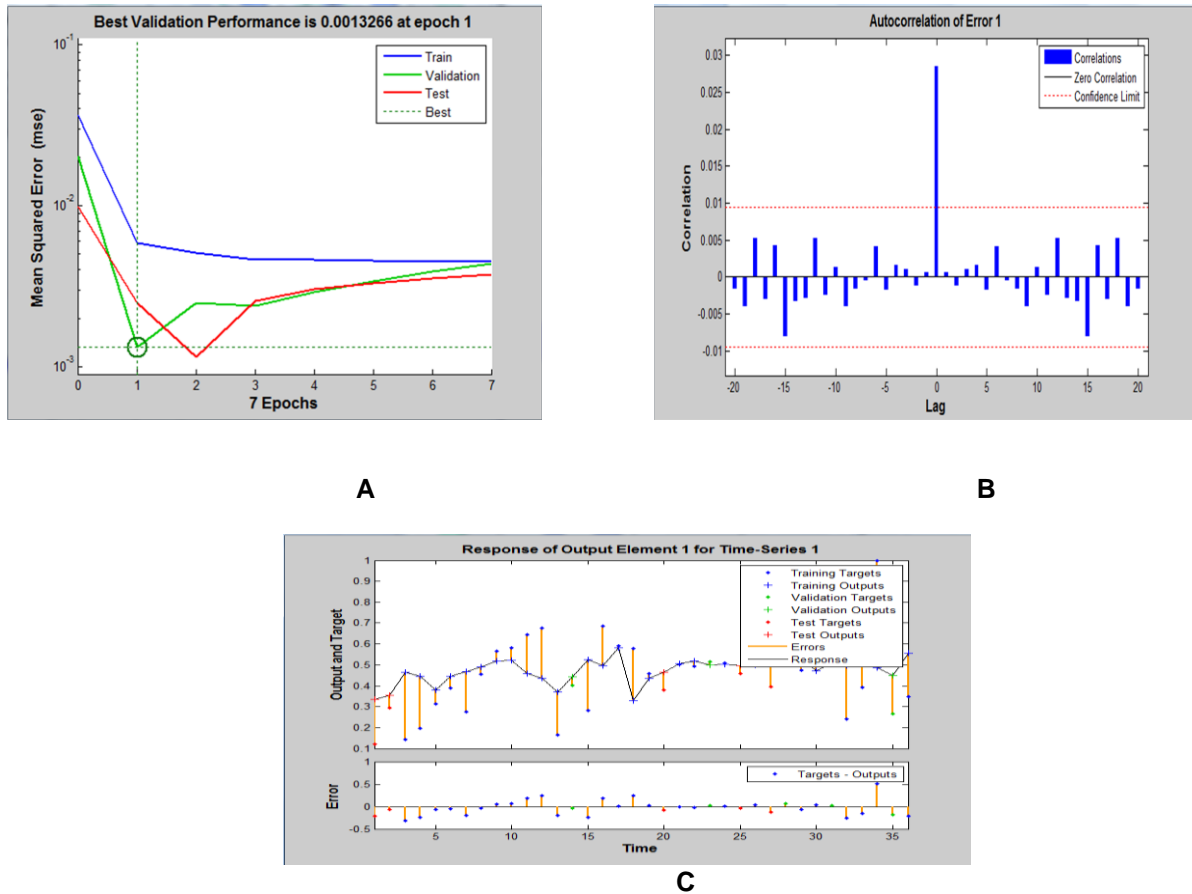 Best Validation Performance is 0.0013266 at epoch 1
Mean Squared Error (mse)
10^-1
10^-2
10^-3
Train
Validation
Test
Best
0 1 2 3 4 5 6 7
7 Epochs
Autocorrelation of Error 1
Correlation
0.03
0.025
0.02
0.015
0.01
0.005
0
-0.005
-0.01
Correlations
Zero Correlation
Confidence Limit
-20 -15 -10 -5 0 5 10 15 20
Lag
A
B
Response of Output Element 1 for Time-Series 1
Output and Target
1
0.9
0.8
0.7
0.6
0.5
0.4
0.3
0.2
0.1
Training Targets
Training Outputs
Validation Targets
Validation Outputs
Test Targets
Test Outputs
Errors
Response
Error
1
0.5
0
-0.5
Targets - Outputs
5 10 15 20 25 30 35
Time
C